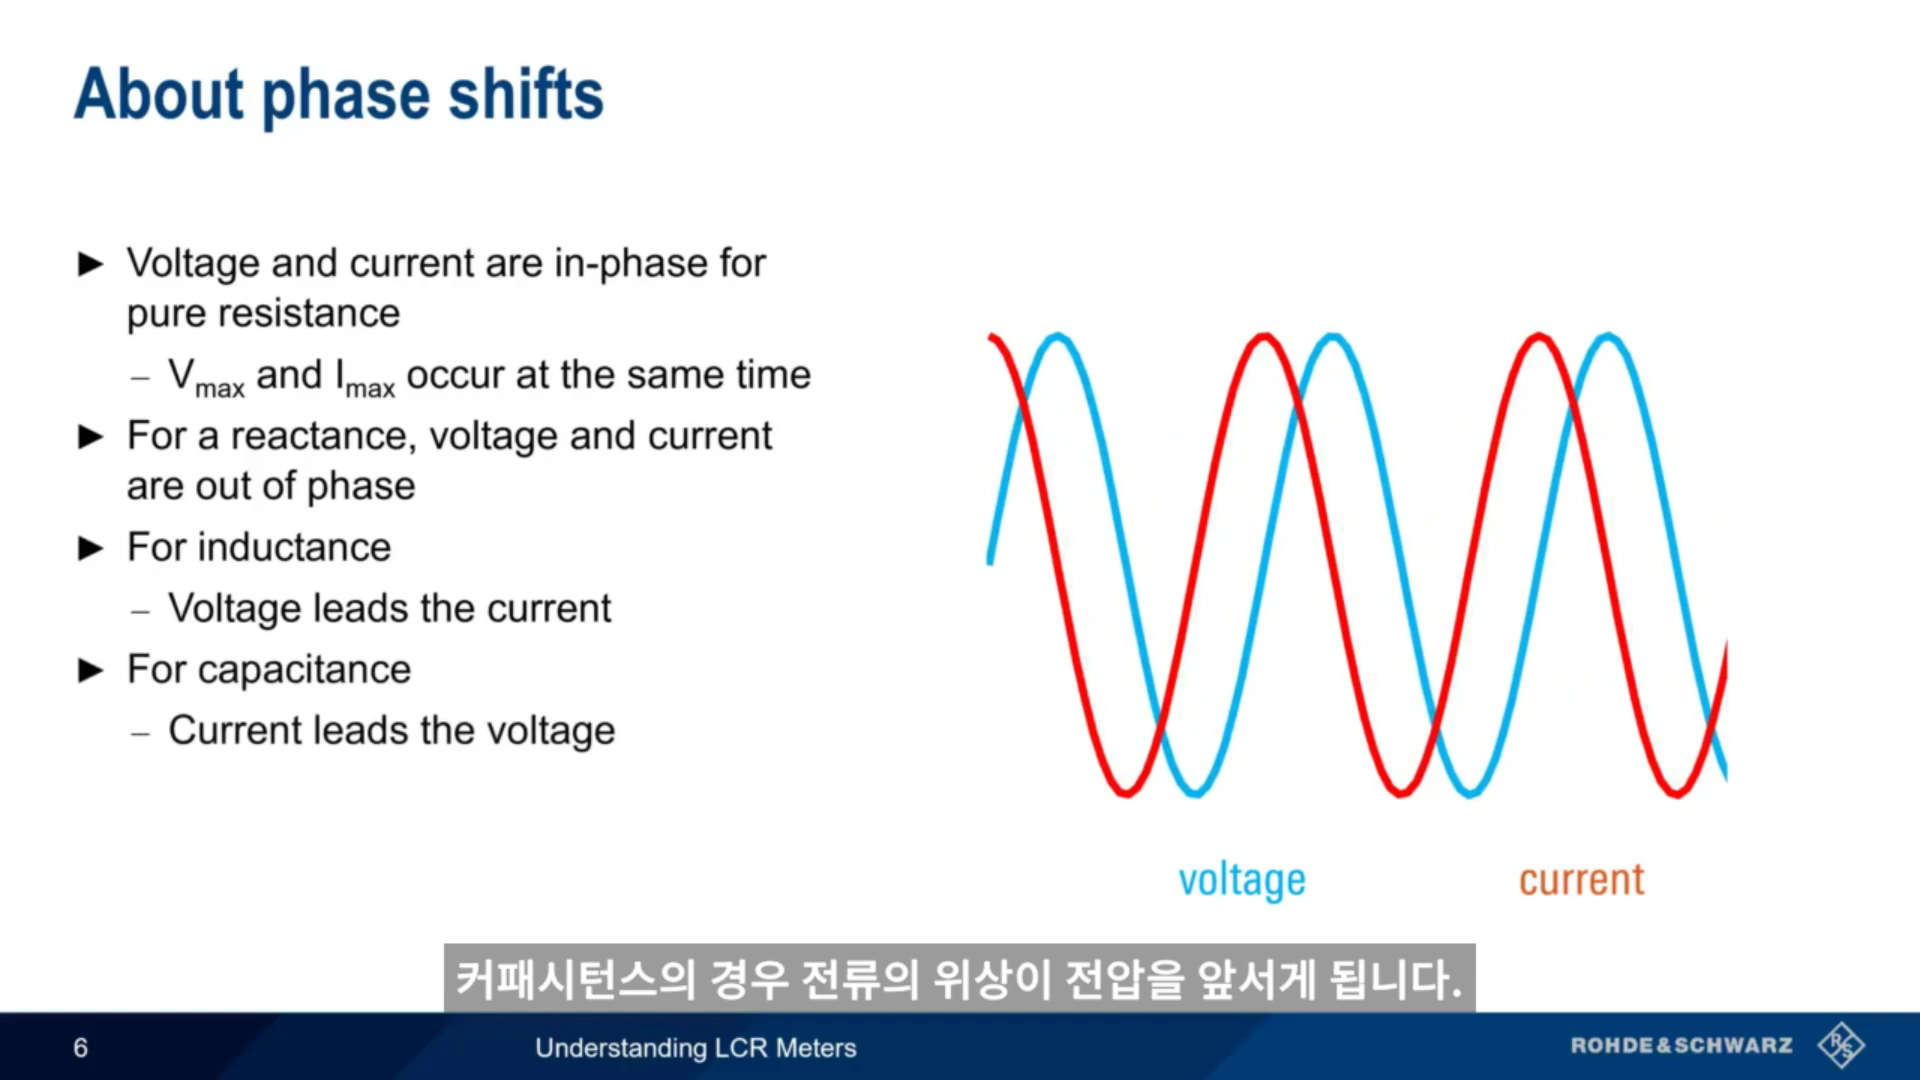 About phase shifts
► Voltage and current are in-phase for
pure resistance
– Vmax and Imax occur at the same time
► For a reactance, voltage and current
are out of phase
► For inductance
– Voltage leads the current
► For capacitance
– Current leads the voltage
voltage
current
커패시턴스의 경우 전류의 위상이 전압을 앞서게 됩니다.
6
Understanding LCR Meters
ROHDE&SCHWARZ
R&S